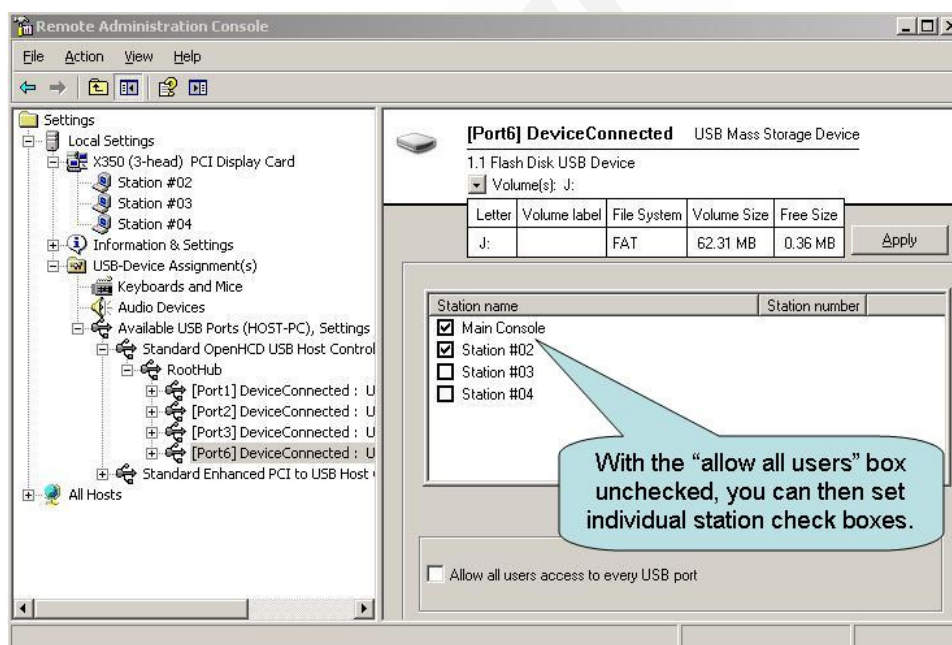 Remote Administration Console
File Action View Help
Settings
Local Settings
X350 (3-head) PCI Display Card
Station #02
Station #03
Station #04
Information & Settings
USB-Device Assignment(s)
Keyboards and Mice
Audio Devices
Available USB Ports (HOST-PC), Settings
Standard OpenHCD USB Host Control
RootHub
[Port1] DeviceConnected : U
[Port2] DeviceConnected : U
[Port3] DeviceConnected : U
[Port6] DeviceConnected : U
Standard Enhanced PCI to USB Host
All Hosts
[Port6] DeviceConnected USB Mass Storage Device
1.1 Flash Disk USB Device
Volume(s): J:
Letter Volume label File System Volume Size Free Size
J: FAT 62.31 MB 0.36 MB
Apply
Station name Station number
Main Console
Station #02
Station #03
Station #04
With the “allow all users” box
unchecked, you can then set
individual station check boxes.
Allow all users access to every USB port